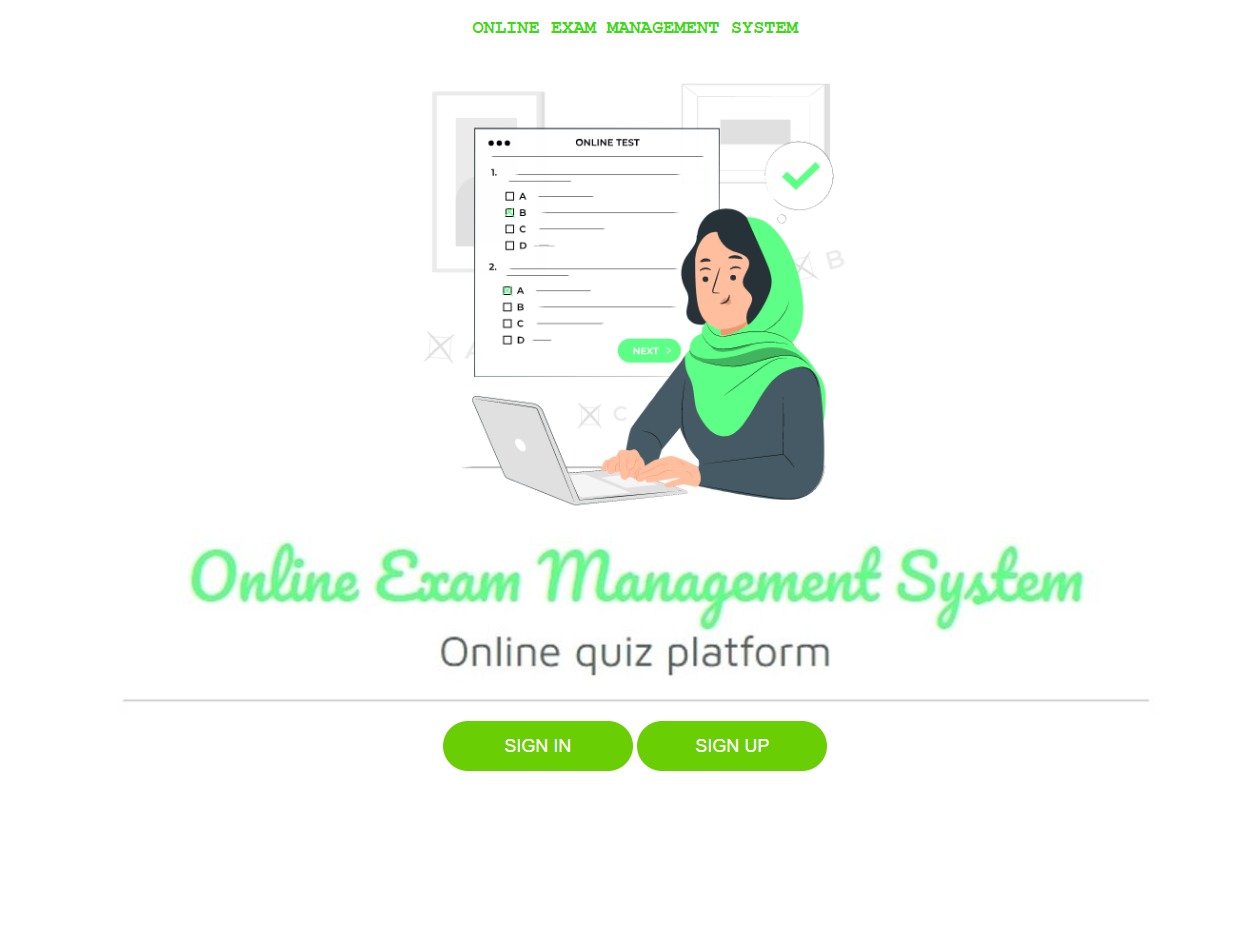 ONLINE EXAM MANAGEMENT SYSTEM
ONLINE TEST
1.
A
B
C
D
2.
A
B
C
D
NEXT >
B
A
C
Online Exam Management System
Online quiz platform
SIGN IN
SIGN UP